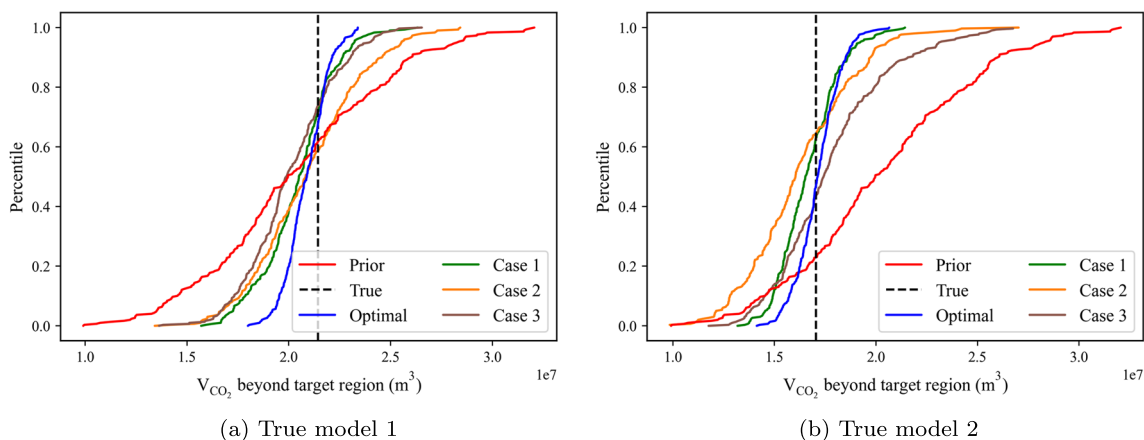 1.0
0.8
0.6
0.4
0.2
0.0
Percentile
Prior
True
Optimal
Case 1
Case 2
Case 3
1.0 1.5 2.0 2.5 3.0
1e7
V_CO₂ beyond target region (m³)
(a) True model 1
1.0
0.8
0.6
0.4
0.2
0.0
Percentile
Prior
True
Optimal
Case 1
Case 2
Case 3
1.0 1.5 2.0 2.5 3.0
1e7
V_CO₂ beyond target region (m³)
(b) True model 2